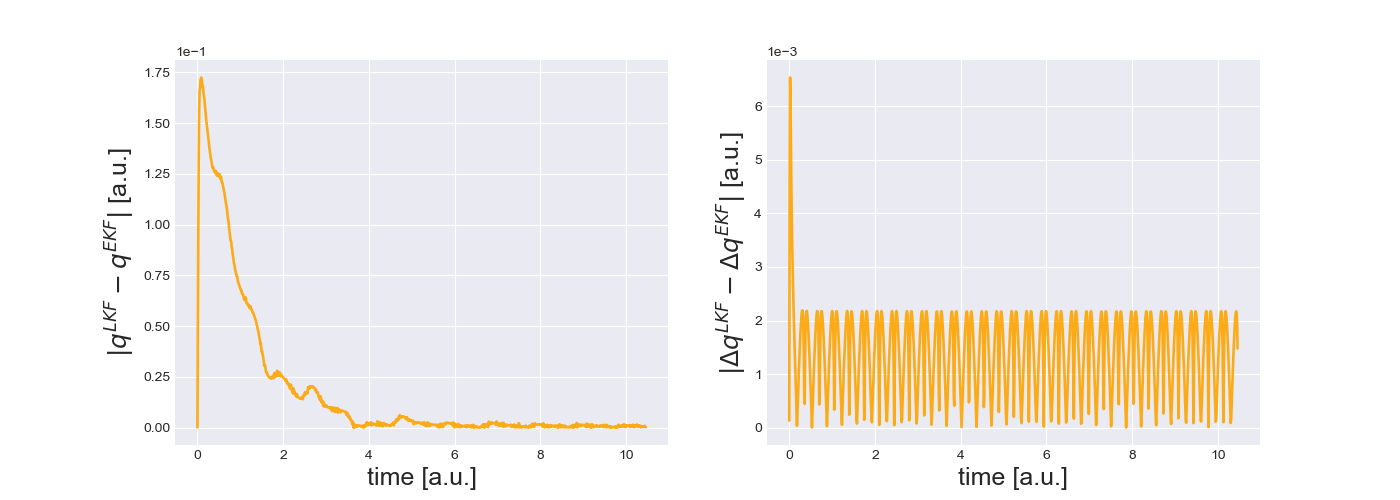 1e−1
1.75
1.50
1.25
1.00
0.75
0.50
0.25
0.00
|q^{LKF} − q^{EKF}| [a.u.]
0 2 4 6 8 10
time [a.u.]
1e−3
6
5
4
3
2
1
0
|Δq^{LKF} − Δq^{EKF}| [a.u.]
0 2 4 6 8 10
time [a.u.]